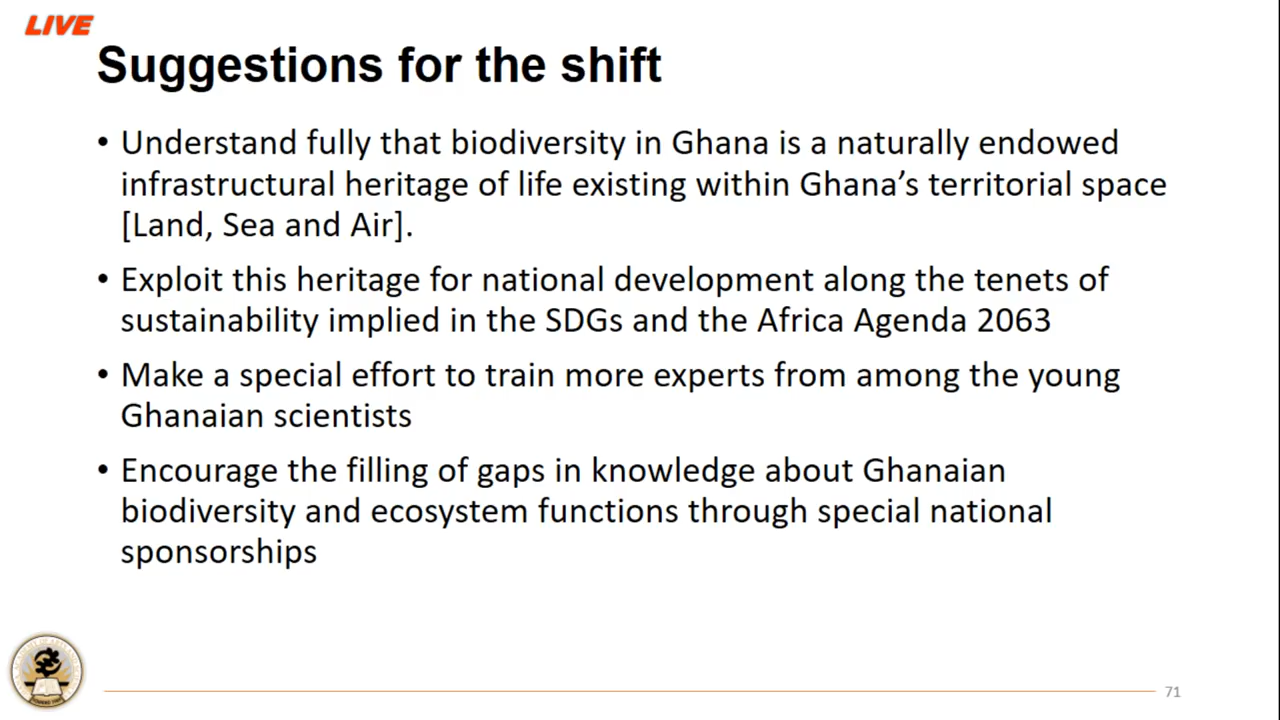 LIVE
Suggestions for the shift
• Understand fully that biodiversity in Ghana is a naturally endowed
infrastructural heritage of life existing within Ghana’s territorial space
[Land, Sea and Air].
• Exploit this heritage for national development along the tenets of
sustainability implied in the SDGs and the Africa Agenda 2063
• Make a special effort to train more experts from among the young
Ghanaian scientists
• Encourage the filling of gaps in knowledge about Ghanaian
biodiversity and ecosystem functions through special national
sponsorships
71